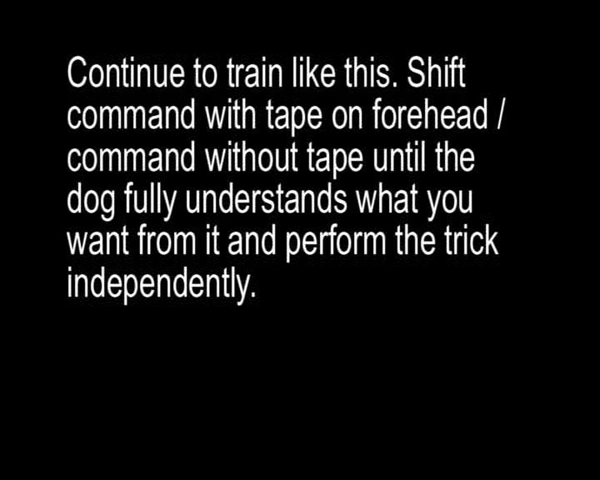 Continue to train like this. Shift
command with tape on forehead /
command without tape until the
dog fully understands what you
want from it and perform the trick
independently.